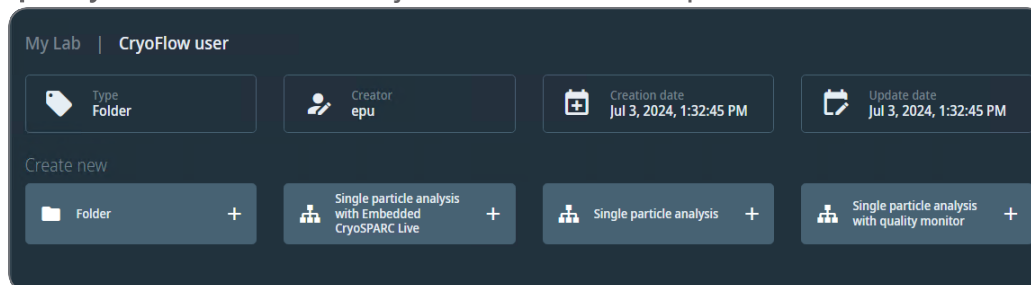 My Lab | CryoFlow user
Type
Folder
Creator
epu
Creation date
Jul 3, 2024, 1:32:45 PM
Update date
Jul 3, 2024, 1:32:45 PM
Create new
Folder +
Single particle analysis
with Embedded
CryoSPARC Live
+
Single particle analysis +
Single particle analysis
with quality monitor
+